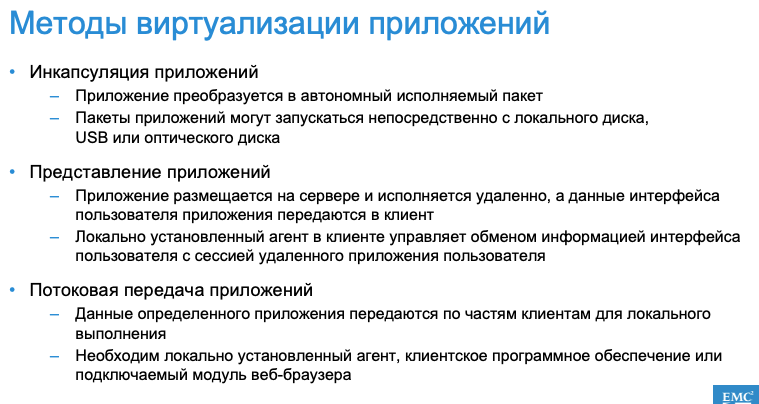 Методы виртуализации приложений
• Инкапсуляция приложений
– Приложение преобразуется в автономный исполняемый пакет
– Пакеты приложений могут запускаться непосредственно с локального диска,
USB или оптического диска
• Представление приложений
– Приложение размещается на сервере и исполняется удаленно, а данные интерфейса
пользователя приложения передаются в клиент
– Локально установленный агент в клиенте управляет обменом информацией интерфейса
пользователя с сессией удаленного приложения пользователя
• Потоковая передача приложений
– Данные определенного приложения передаются по частям клиентам для локального
выполнения
– Необходим локально установленный агент, клиентское программное обеспечение или
подключаемый модуль веб-браузера
EMC²